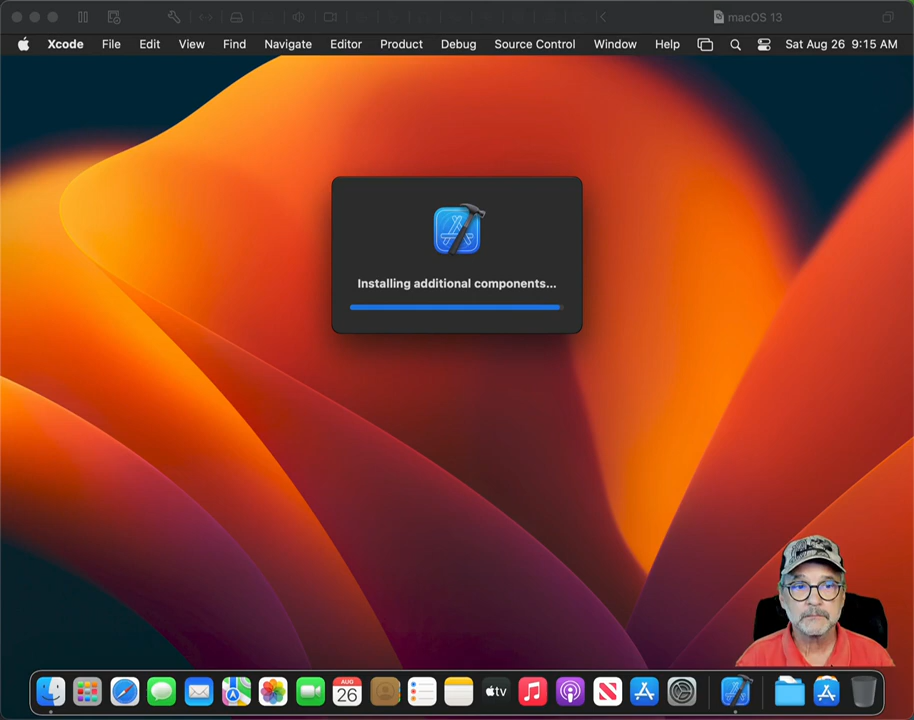 macOS 13
Xcode File Edit View Find Navigate Editor Product Debug Source Control Window Help Sat Aug 26 9:15 AM
Installing additional components...
AUG
26
tv